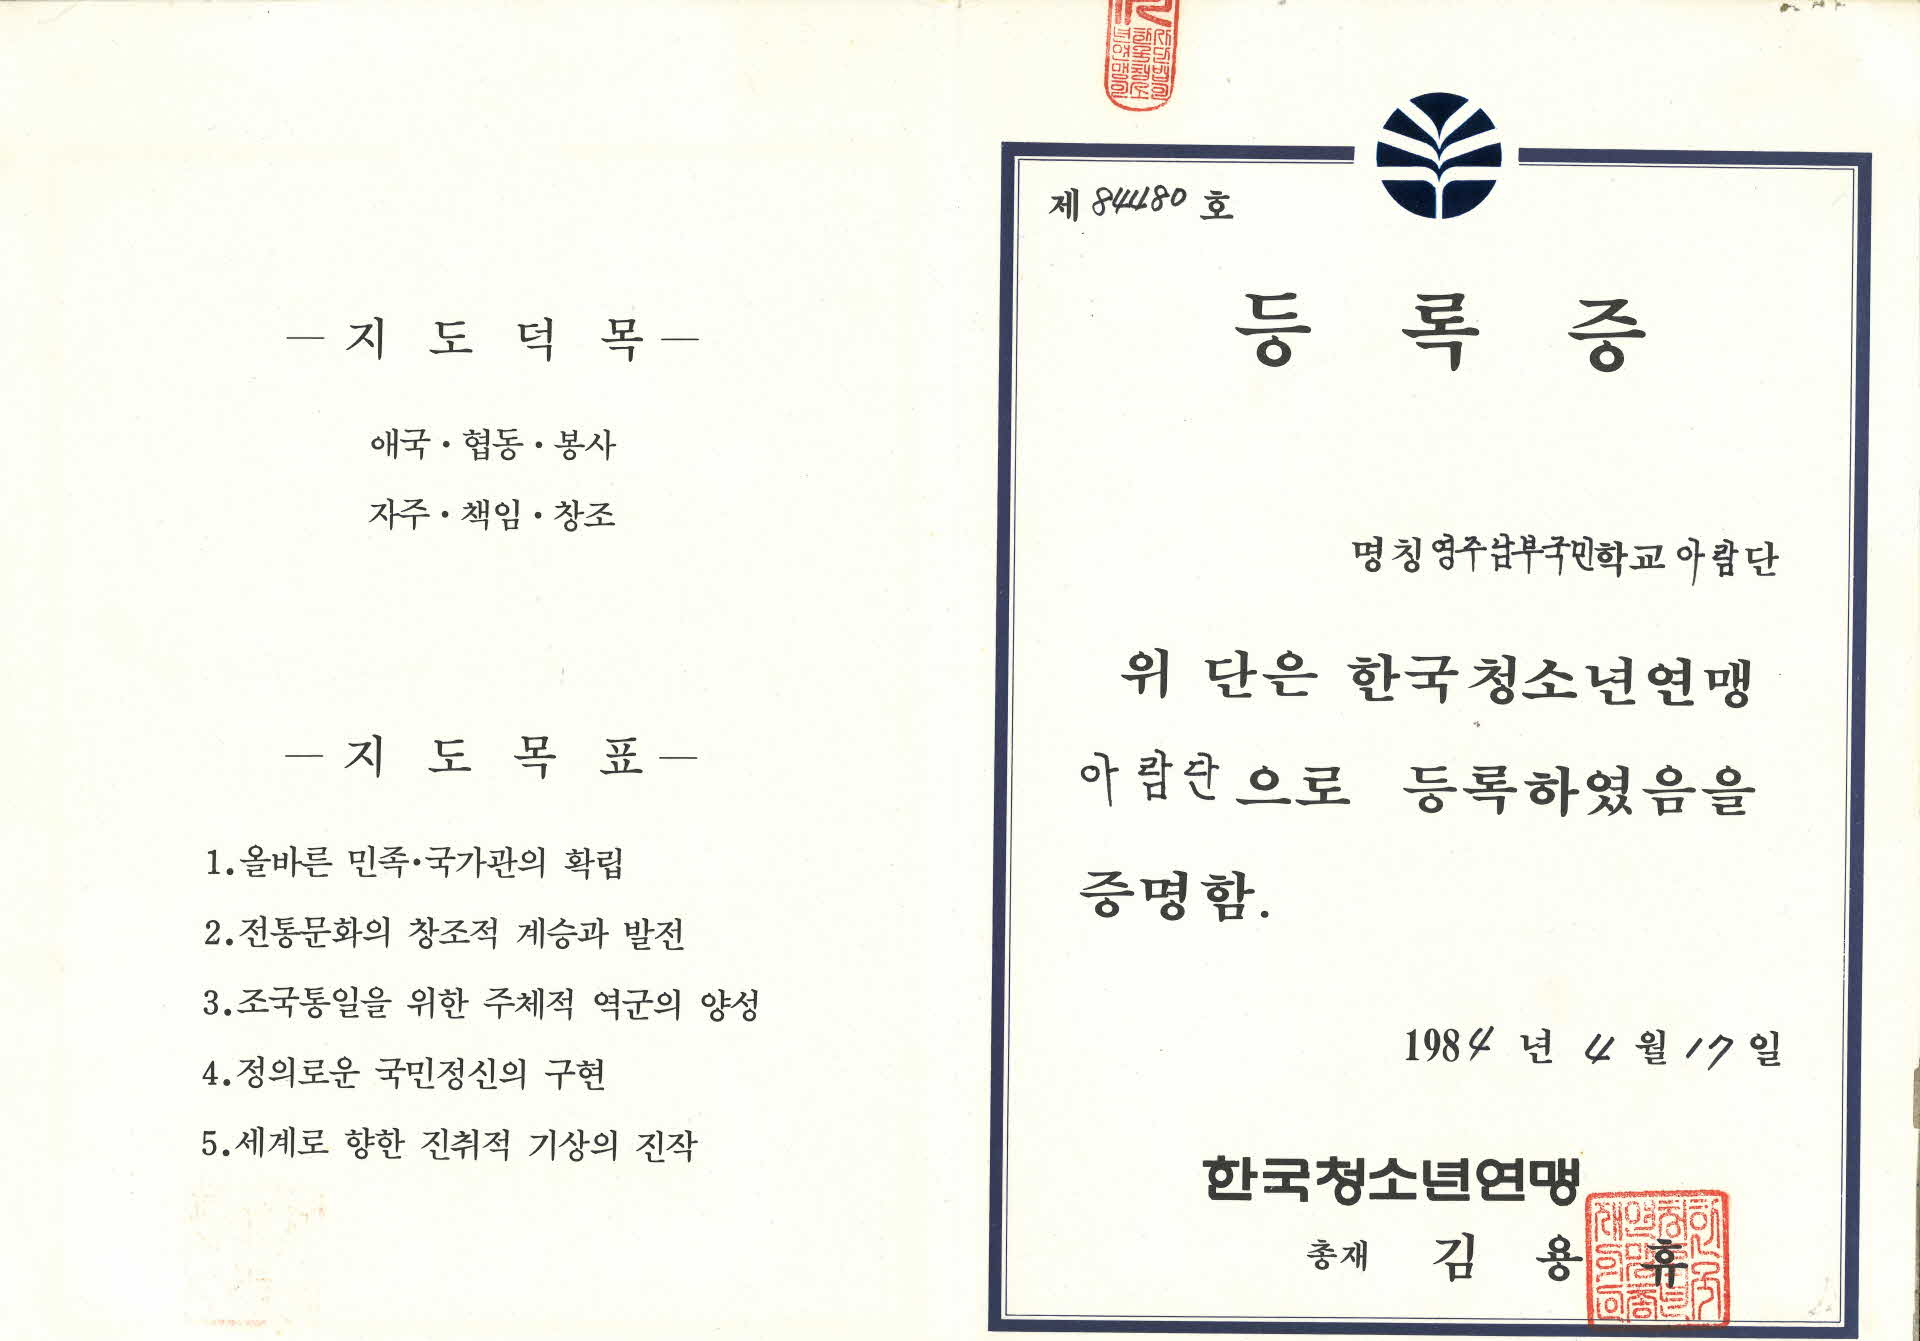 ― 지 도 덕 목 ―
애국 · 협동 · 봉사
자주 · 책임 · 창조
― 지 도 목 표 ―
1. 올바른 민족·국가관의 확립
2. 전통문화의 창조적 계승과 발전
3. 조국통일을 위한 주체적 역군의 양성
4. 정의로운 국민정신의 구현
5. 세계로 향한 진취적 기상의 진작
제 84480 호
등 록 증
명칭 영주남부국민학교 아람단
위 단은 한국청소년연맹
아람단으로 등록하였음을
증명함.
1984 년 4 월 17 일
한국청소년연맹
총재 김 용 휴